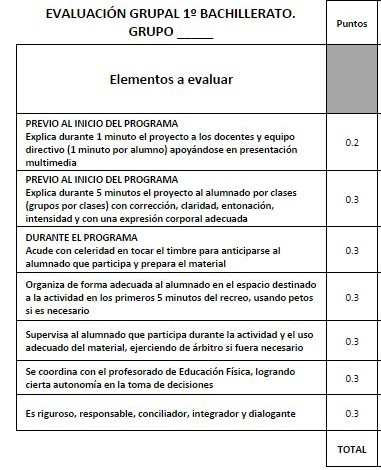 EVALUACIÓN GRUPAL 1º BACHILLERATO.
GRUPO _____
Puntos
Elementos a evaluar
PREVIO AL INICIO DEL PROGRAMA
Explica durante 1 minuto el proyecto a los docentes y equipo
directivo (1 minuto por alumno) apoyándose en presentación
multimedia
0.2
PREVIO AL INICIO DEL PROGRAMA
Explica durante 5 minutos el proyecto al alumnado por clases
(grupos por clases) con corrección, claridad, entonación,
intensidad y con una expresión corporal adecuada
0.3
DURANTE EL PROGRAMA
Acude con celeridad en tocar el timbre para anticiparse al
alumnado que participa y prepara el material
0.3
Organiza de forma adecuada al alumnado en el espacio destinado
a la actividad en los primeros 5 minutos del recreo, usando petos
si es necesario
0.3
Supervisa al alumnado que participa durante la actividad y el uso
adecuado del material, ejerciendo de árbitro si fuera necesario
0.3
Se coordina con el profesorado de Educación Física, logrando
cierta autonomía en la toma de decisiones
0.3
Es riguroso, responsable, conciliador, integrador y dialogante
0.3
TOTAL